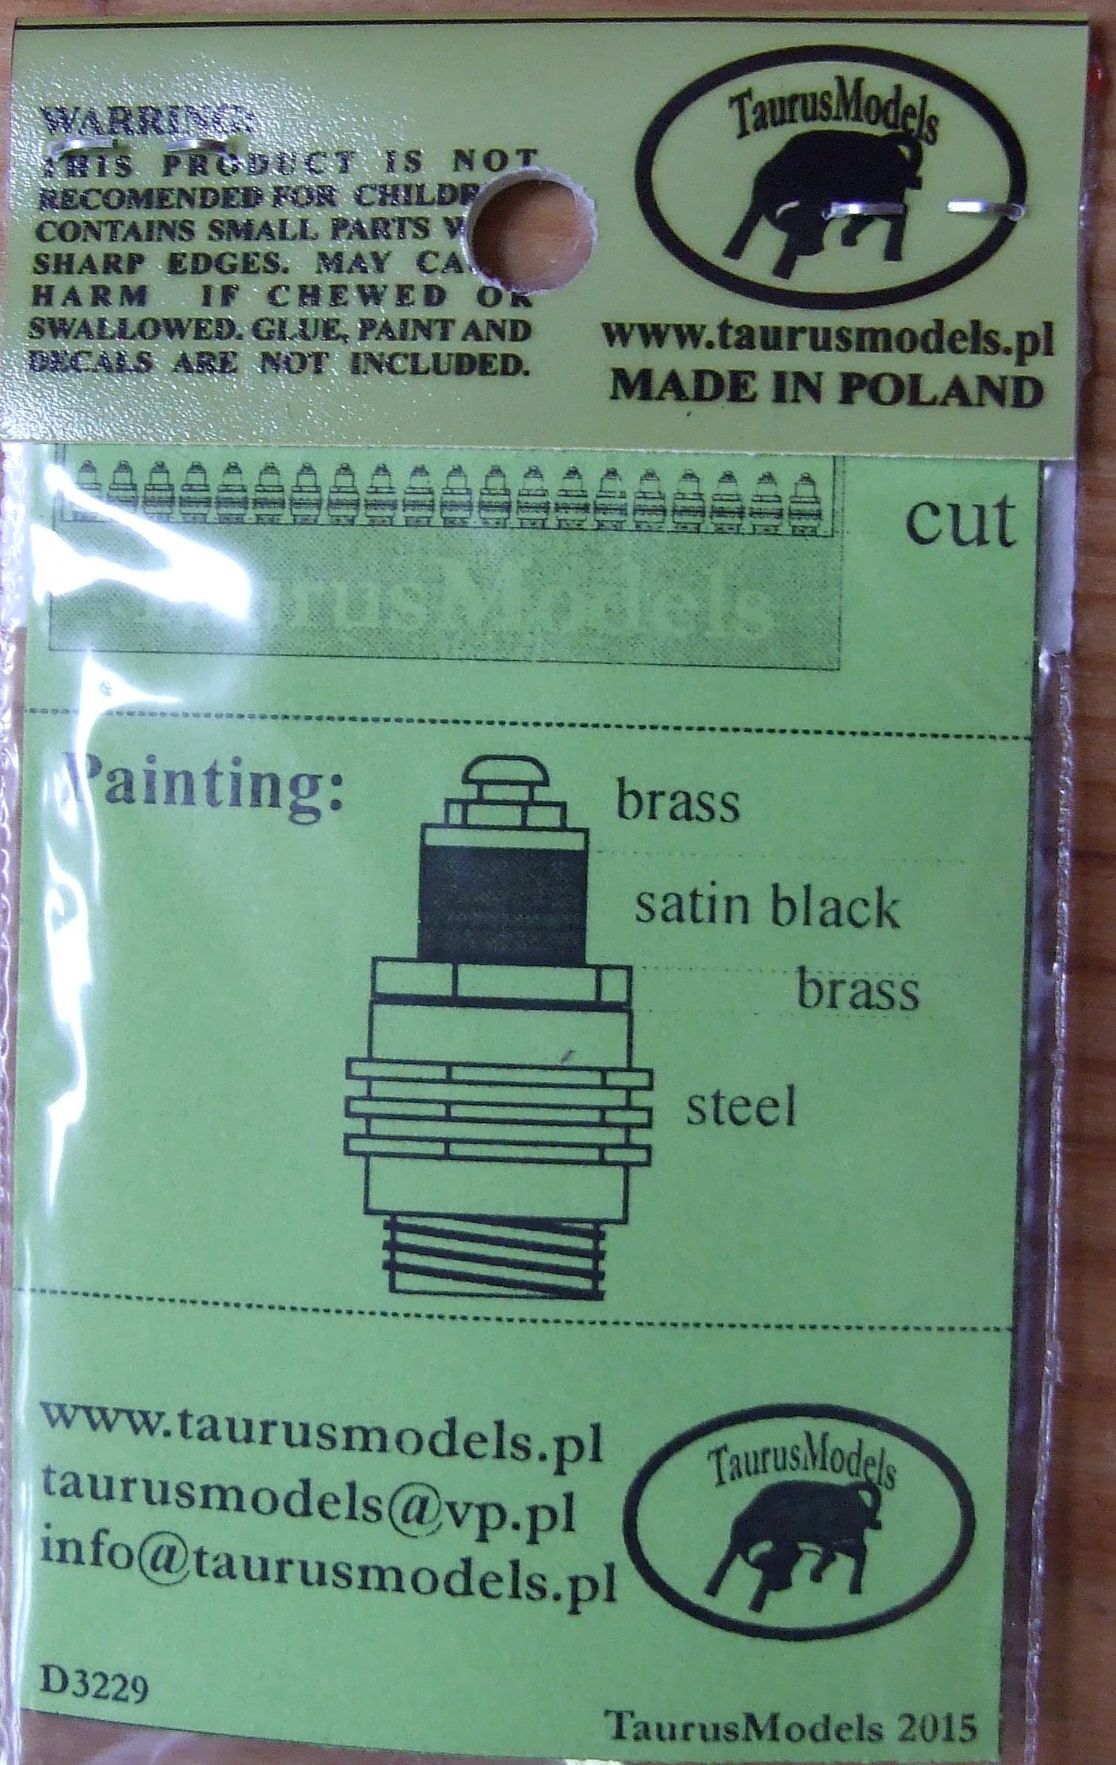 WARRING:
THIS PRODUCT IS NOT
RECOMENDED FOR CHILDR
CONTAINS SMALL PARTS W
SHARP EDGES. MAY CA
HARM IF CHEWED OR
SWALLOWED. GLUE, PAINT AND
DECALS ARE NOT INCLUDED.
TaurusModels
www.taurusmodels.pl
MADE IN POLAND
cut
TaurusModels
Painting:
brass
satin black
brass
steel
www.taurusmodels.pl
taurusmodels@vp.pl
info@taurusmodels.pl
TaurusModels
D3229
TaurusModels 2015